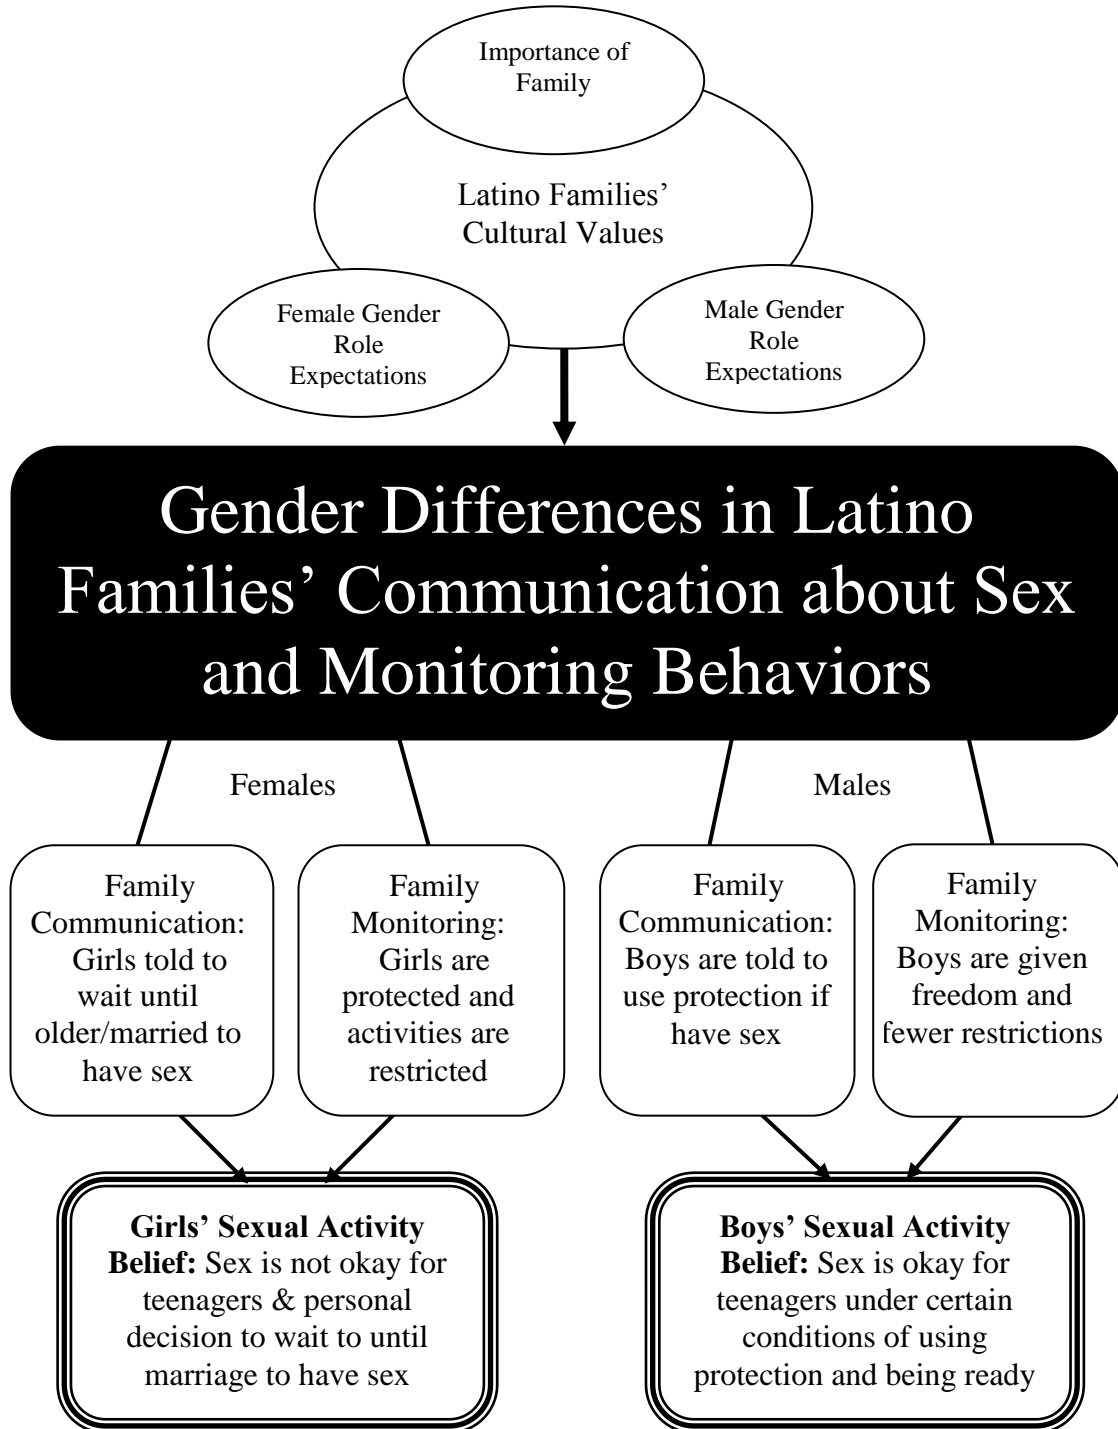 Importance of
Family
Latino Families’
Cultural Values
Female Gender
Role
Expectations
Male Gender
Role
Expectations
Gender Differences in Latino
Families’ Communication about Sex
and Monitoring Behaviors
Females
Males
Family
Communication:
Girls told to
wait until
older/married to
have sex
Family
Monitoring:
Girls are
protected and
activities are
restricted
Family
Communication:
Boys are told to
use protection if
have sex
Family
Monitoring:
Boys are given
freedom and
fewer restrictions
Girls’ Sexual Activity
Belief: Sex is not okay for
teenagers & personal
decision to wait to until
marriage to have sex
Boys’ Sexual Activity
Belief: Sex is okay for
teenagers under certain
conditions of using
protection and being ready